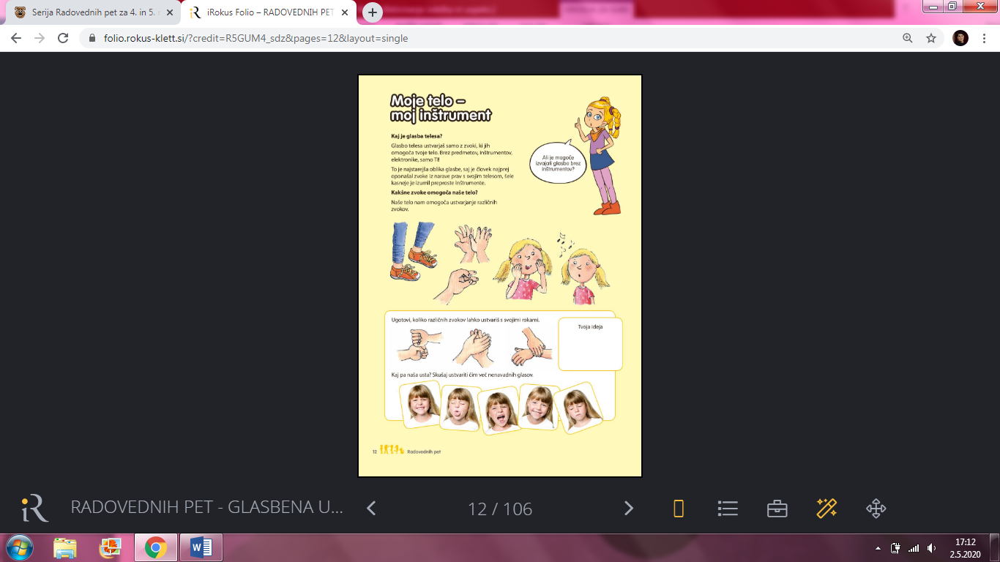 Serija Radovednih pet za 4. in 5.
iRokus Folio – RADOVEDNIH PET
folio.rokus-klett.si/?credit=R5GUM4_sdz&pages=12&layout=single
Moje telo –
moj inštrument
Kaj je glasba telesa?
Glasbo telesa ustvarjaš samo z zvoki, ki jih
omogoča tvoje telo. Brez predmetov, inštrumentov,
elektronike, samo TI!
To je najstarejša oblika glasbe, saj je človek najprej
oponašal zvoke iz narave prav s svojim telesom, šele
kasneje je izumil preproste inštrumente.
Kakšne zvoke omogoča naše telo?
Naše telo nam omogoča ustvarjanje različnih
zvokov.
Ali je mogoče
izvajati glasbo brez
inštrumentov?
Ugotovi, koliko različnih zvokov lahko ustvariš s svojimi rokami.
Tvoja ideja
Kaj pa naša usta? Skušaj ustvariti čim več nenavadnih glasov.
12 Radovednih pet
iR RADOVEDNIH PET - GLASBENA U...
12 / 106
17:12
2.5.2020